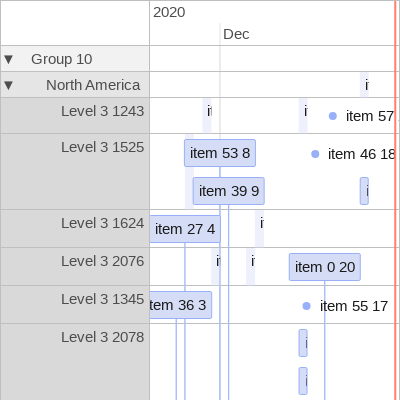 2020
Dec
▼ Group 10
▼ North America
Level 3 1243 item 57
Level 3 1525 item 53 8 item 46 18
item 39 9
Level 3 1624 item 27 4
Level 3 2076 item 0 20
Level 3 1345 item 36 3 item 55 17
Level 3 2078